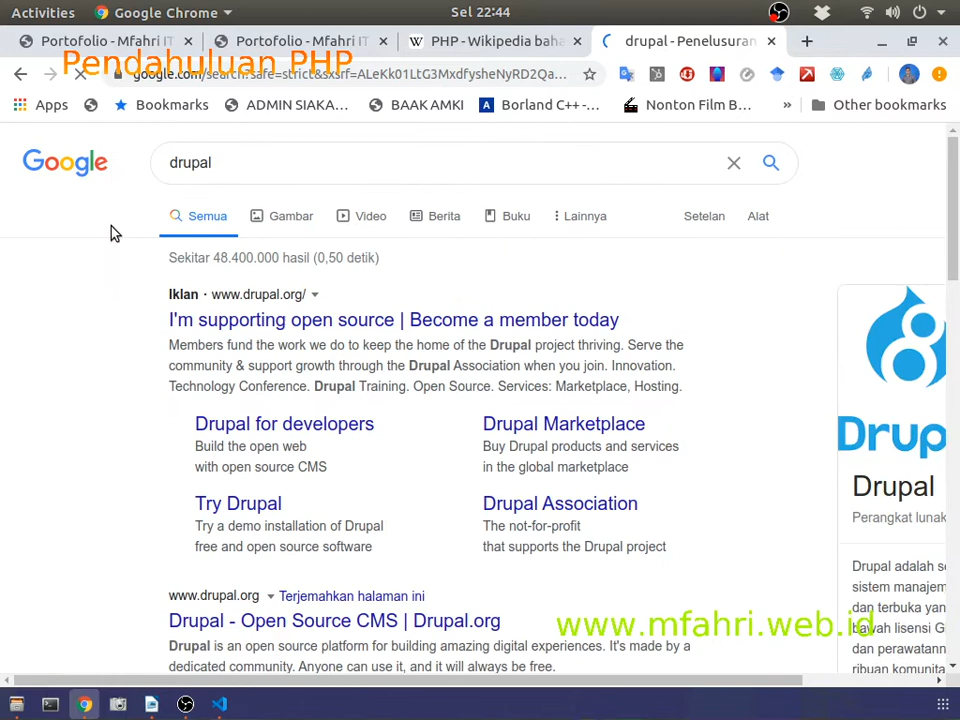 Activities Google Chrome Sel 22:44
Portofolio - Mfahri IT Portofolio - Mfahri IT W PHP - Wikipedia baha drupal - Penelusuran
Pendahuluan PHP
google.com/search?safe=strict&sxsrf=ALeKk01LtG3MxdfysheNyRD2Qa...
Apps Bookmarks ADMIN SIAKA... BAAK AMKI A Borland C++ -... Nonton Film B... » Other bookmarks
Google drupal
Semua Gambar Video Berita Buku Lainnya Setelan Alat
Sekitar 48.400.000 hasil (0,50 detik)
Iklan · www.drupal.org/
I'm supporting open source | Become a member today
Members fund the work we do to keep the home of the Drupal project thriving. Serve the
community & support growth through the Drupal Association when you join. Innovation.
Technology Conference. Drupal Training. Open Source. Services: Marketplace, Hosting.
Drupal for developers
Build the open web
with open source CMS
Drupal Marketplace
Buy Drupal products and services
in the global marketplace
Try Drupal
Try a demo installation of Drupal
free and open source software
Drupal Association
The not-for-profit
that supports the Drupal project
www.drupal.org Terjemahkan halaman ini
Drupal - Open Source CMS | Drupal.org
Drupal is an open source platform for building amazing digital experiences. It's made by a
dedicated community. Anyone can use it, and it will always be free.
Drup
Drupal
Perangkat lunak
Drupal adalah s
sistem manajem
dan terbuka yan
bawah lisensi G
dan perawatann
ribuan komunita
www.mfahri.web.id